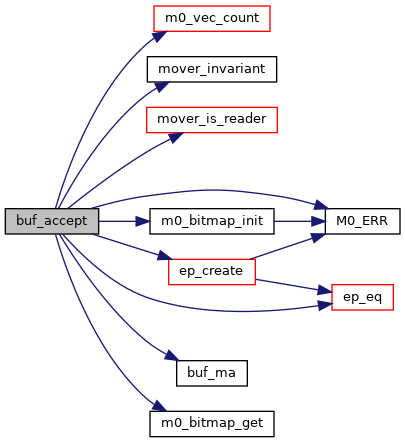 m0_vec_count
mover_invariant
mover_is_reader
buf_accept
m0_bitmap_init
M0_ERR
ep_create
ep_eq
buf_ma
m0_bitmap_get